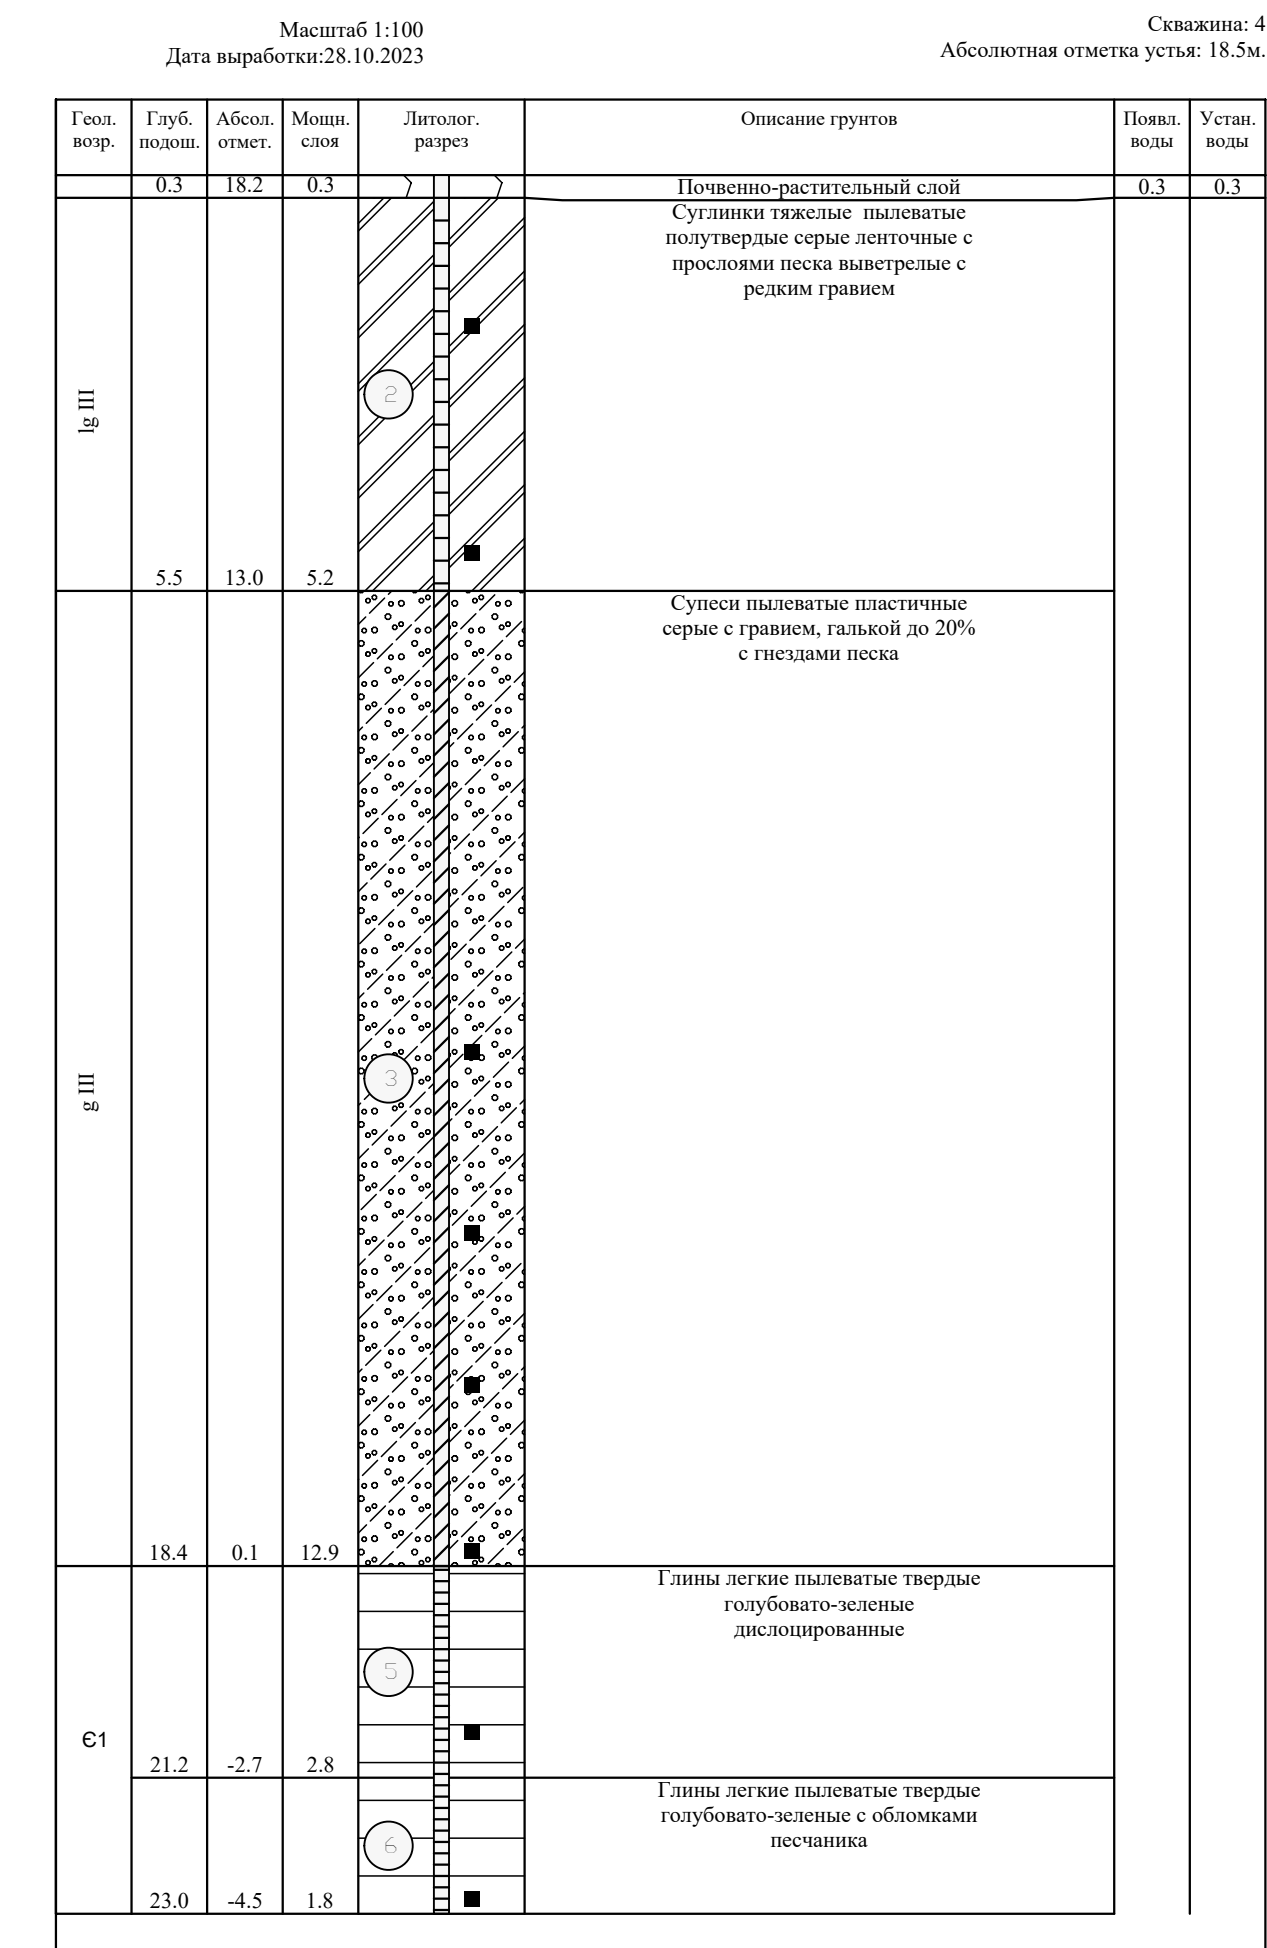 Масштаб 1:100
Дата выработки:28.10.2023
Скважина: 4
Абсолютная отметка устья: 18.5м.
Геол. возр.
Глуб. подош.
Абсол. отмет.
Мощн. слоя
Литолог. разрез
Описание грунтов
Появл. воды
Устан. воды
0.3 18.2 0.3 Почвенно-растительный слой 0.3 0.3
Суглинки тяжелые пылеватые
полутвердые серые ленточные с
прослоями песка выветрелые с
редким гравием
2
lg III
5.5 13.0 5.2
Супеси пылеватые пластичные
серые с гравием, галькой до 20%
с гнездами песка
3
g III
18.4 0.1 12.9
Глины легкие пылеватые твердые
голубовато-зеленые
дислоцированные
5
Є1
21.2 -2.7 2.8
Глины легкие пылеватые твердые
голубовато-зеленые с обломками
песчаника
6
23.0 -4.5 1.8